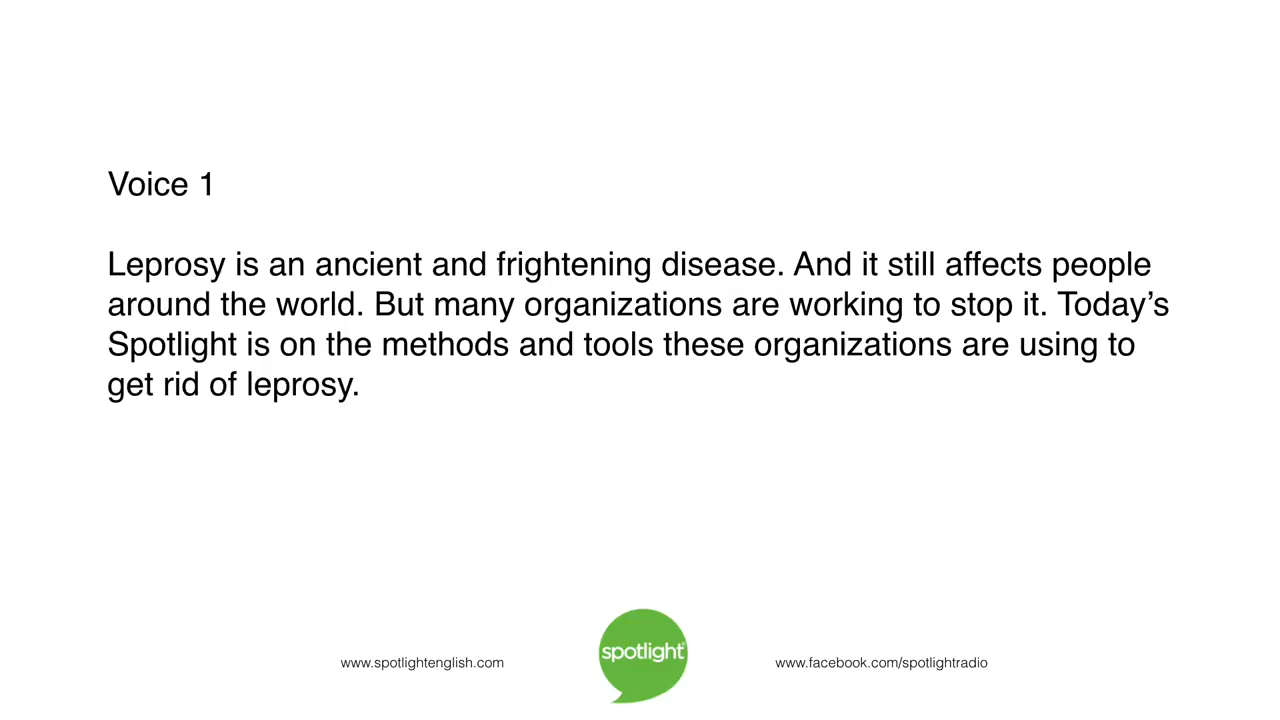 Voice 1
Leprosy is an ancient and frightening disease. And it still affects people
around the world. But many organizations are working to stop it. Today’s
Spotlight is on the methods and tools these organizations are using to
get rid of leprosy.
www.spotlightenglish.com
spotlight
www.facebook.com/spotlightradio